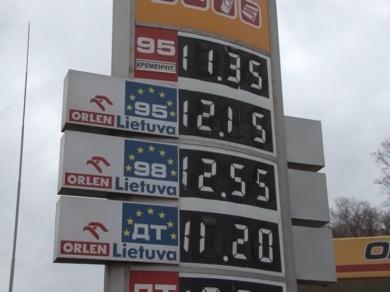 95
КРЕМЕНЧУГ
11.35
ORLEN
95
Lietuva
12.15
ORLEN
98
Lietuva
12.55
ORLEN
ДТ
Lietuva
11.20
ДТ